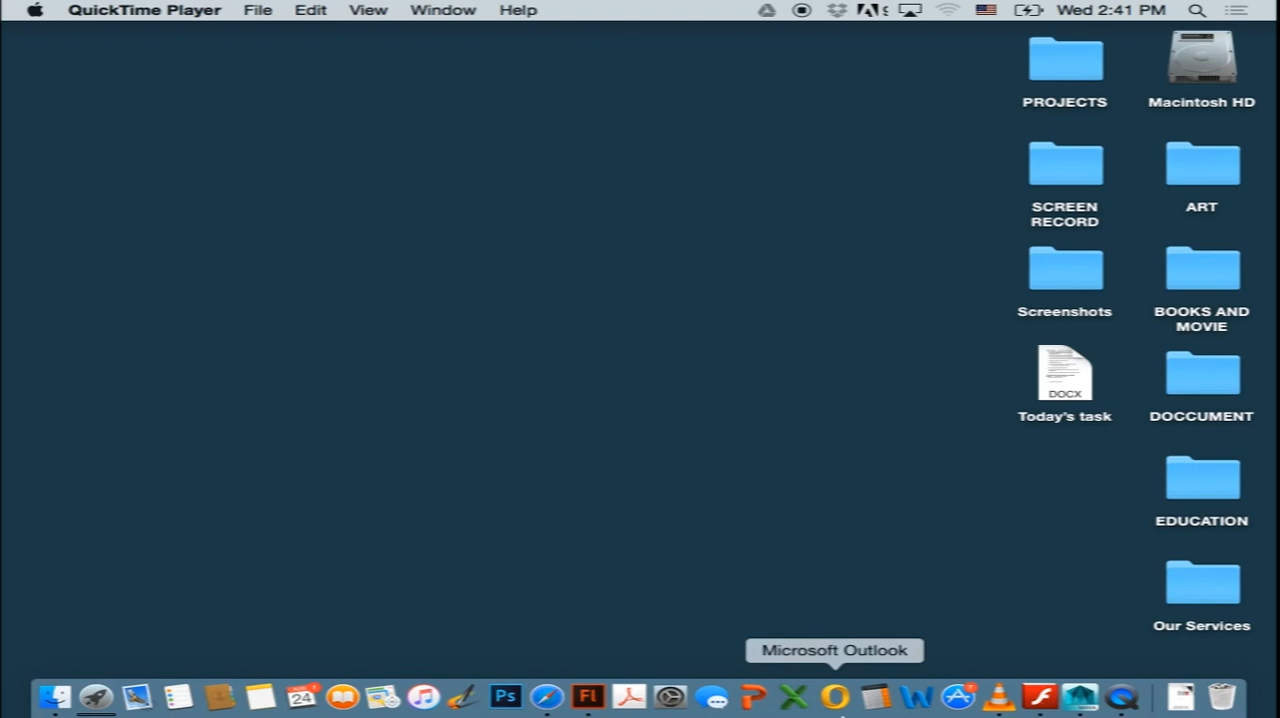 QuickTime Player File Edit View Window Help Wed 2:41 PM
PROJECTS
Macintosh HD
SCREEN
RECORD
ART
Screenshots
BOOKS AND
MOVIE
DOCX
Today's task
DOCCUMENT
EDUCATION
Our Services
Microsoft Outlook
24
Ps
Fl